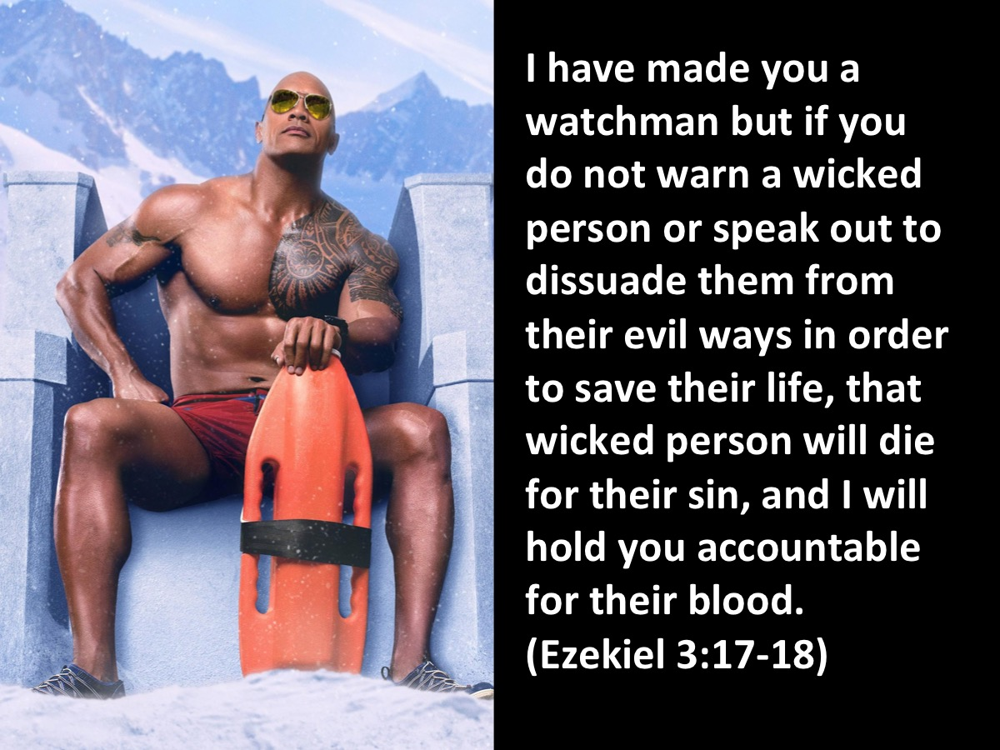 I have made you a
watchman but if you
do not warn a wicked
person or speak out to
dissuade them from
their evil ways in order
to save their life, that
wicked person will die
for their sin, and I will
hold you accountable
for their blood.
(Ezekiel 3:17-18)